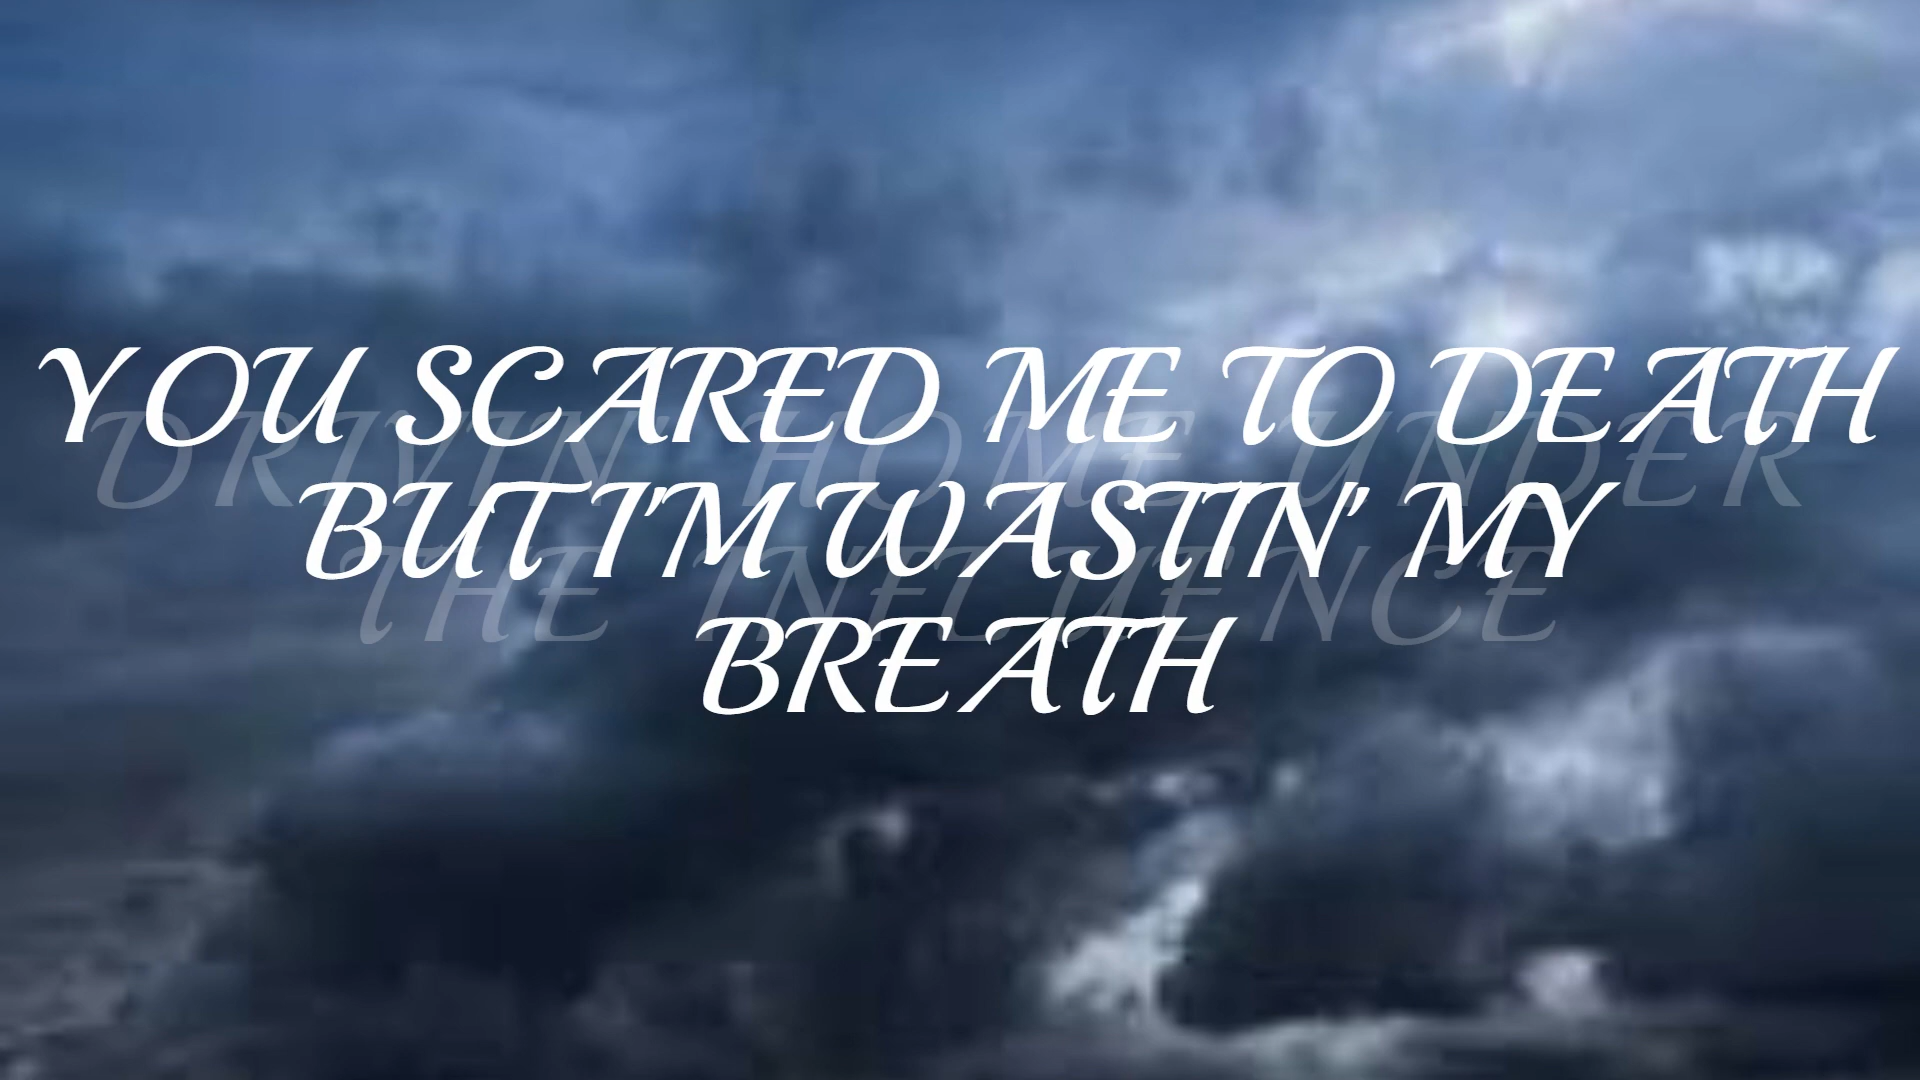 YOU SCARED ME TO DEATH
DRIVIN' HOME UNDER
BUT I'M WASTIN' MY
THE INFLUENCE
BREATH